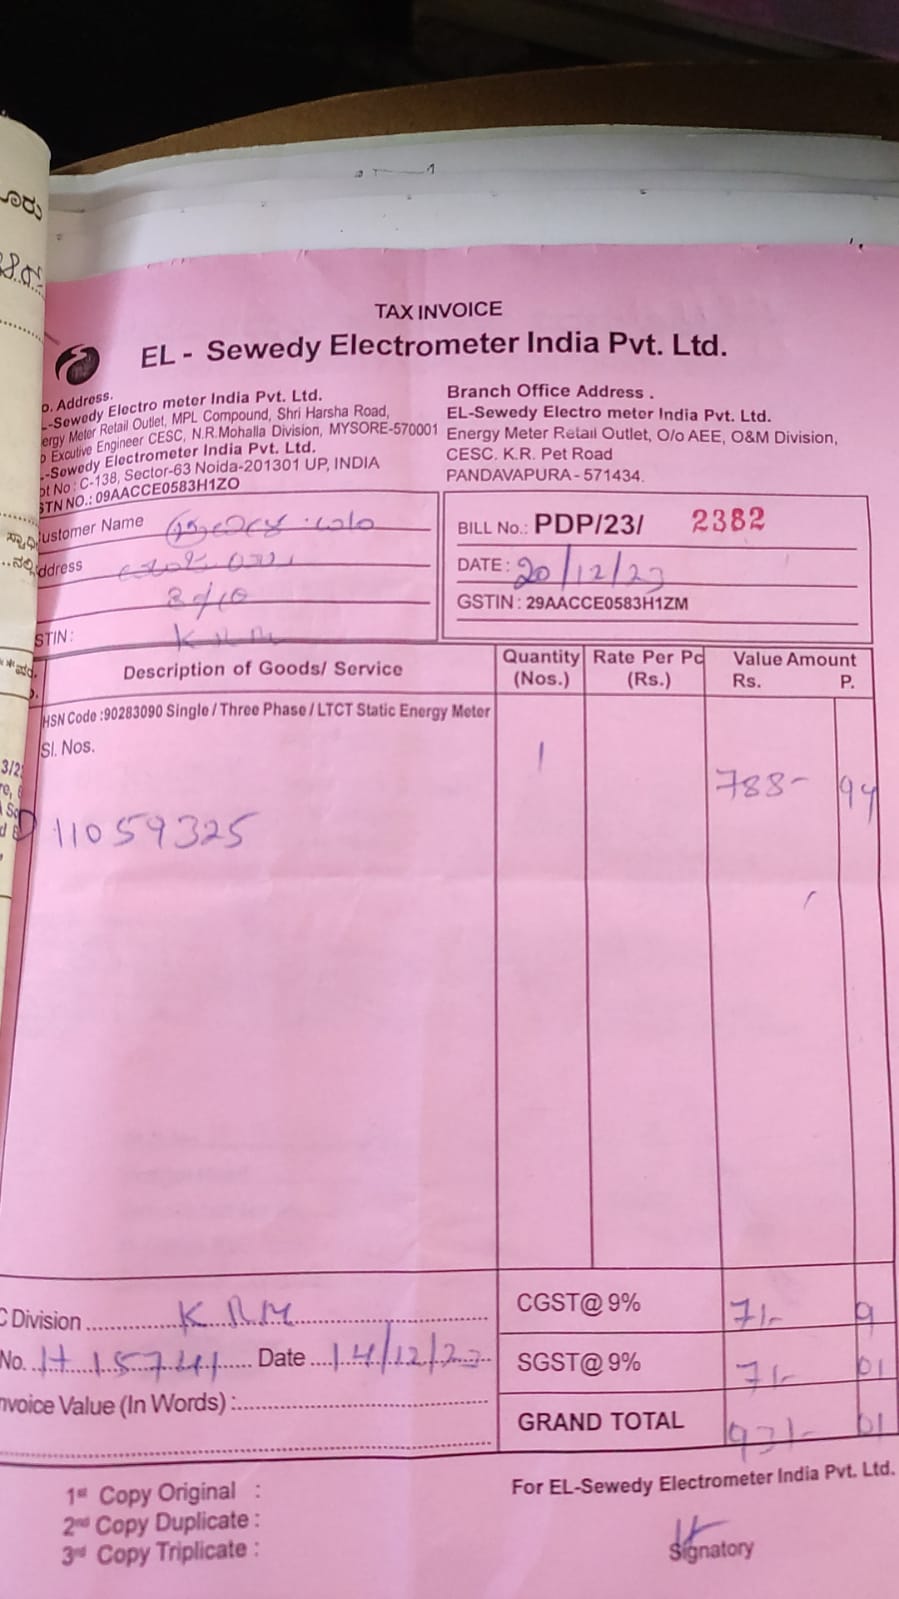 TAX INVOICE
EL - Sewedy Electrometer India Pvt. Ltd.
o. Address.
-Sewedy Electro meter India Pvt. Ltd.
ergy Meter Retail Outlet, MPL Compound, Shri Harsha Road,
Excutive Engineer CESC, N.R.Mohalla Division, MYSORE-570001
-Sewedy Electrometer India Pvt. Ltd.
ot No : C-138, Sector-63 Noida-201301 UP, INDIA
STN NO.: 09AACCE0583H1ZO
Branch Office Address .
EL-Sewedy Electro meter India Pvt. Ltd.
Energy Meter Retail Outlet, O/o AEE, O&M Division,
CESC. K.R. Pet Road
PANDAVAPURA - 571434.
ustomer Name
ddress
STIN :
BILL No.: PDP/23/ 2382
DATE : 20/12/23
GSTIN : 29AACCE0583H1ZM
Description of Goods/ Service
Quantity (Nos.)
Rate Per Pc (Rs.)
Value Amount
Rs. P.
HSN Code :90283090 Single / Three Phase / LTCT Static Energy Meter
Sl. Nos.
1 788- 94
11059325
C Division K R M
No. H 15741 Date 14/12/23
nvoice Value (In Words) :
CGST@ 9% 71-
SGST@ 9% 71- 01
GRAND TOTAL 931- 01
1st Copy Original :
2nd Copy Duplicate :
3rd Copy Triplicate :
For EL-Sewedy Electrometer India Pvt. Ltd.
Signatory